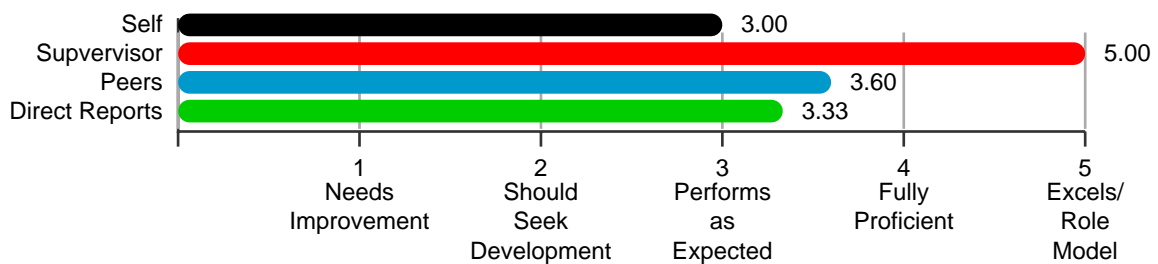 Self 3.00
Supvervisor 5.00
Peers 3.60
Direct Reports 3.33
1 2 3 4 5
Needs Should Performs Fully Excels/
Improvement Seek as Proficient Role
Development Expected Model